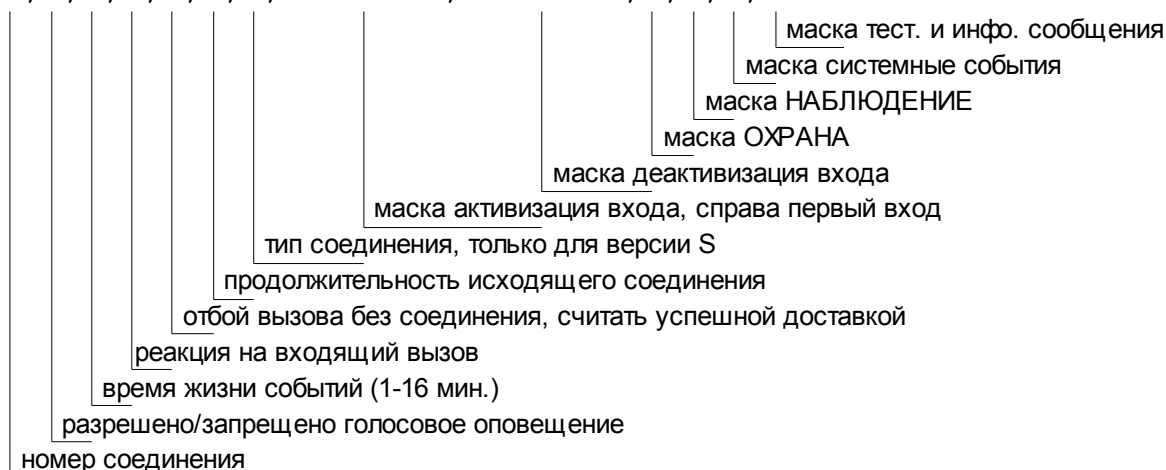 маска тест. и инфо. сообщения
маска системные события
маска НАБЛЮДЕНИЕ
маска ОХРАНА
маска деактивизация входа
маска активизация входа, справа первый вход
тип соединения, только для версии S
продолжительность исходящего соединения
отбой вызова без соединения, считать успешной доставкой
реакция на входящий вызов
время жизни событий (1-16 мин.)
разрешено/запрещено голосовое оповещение
номер соединения